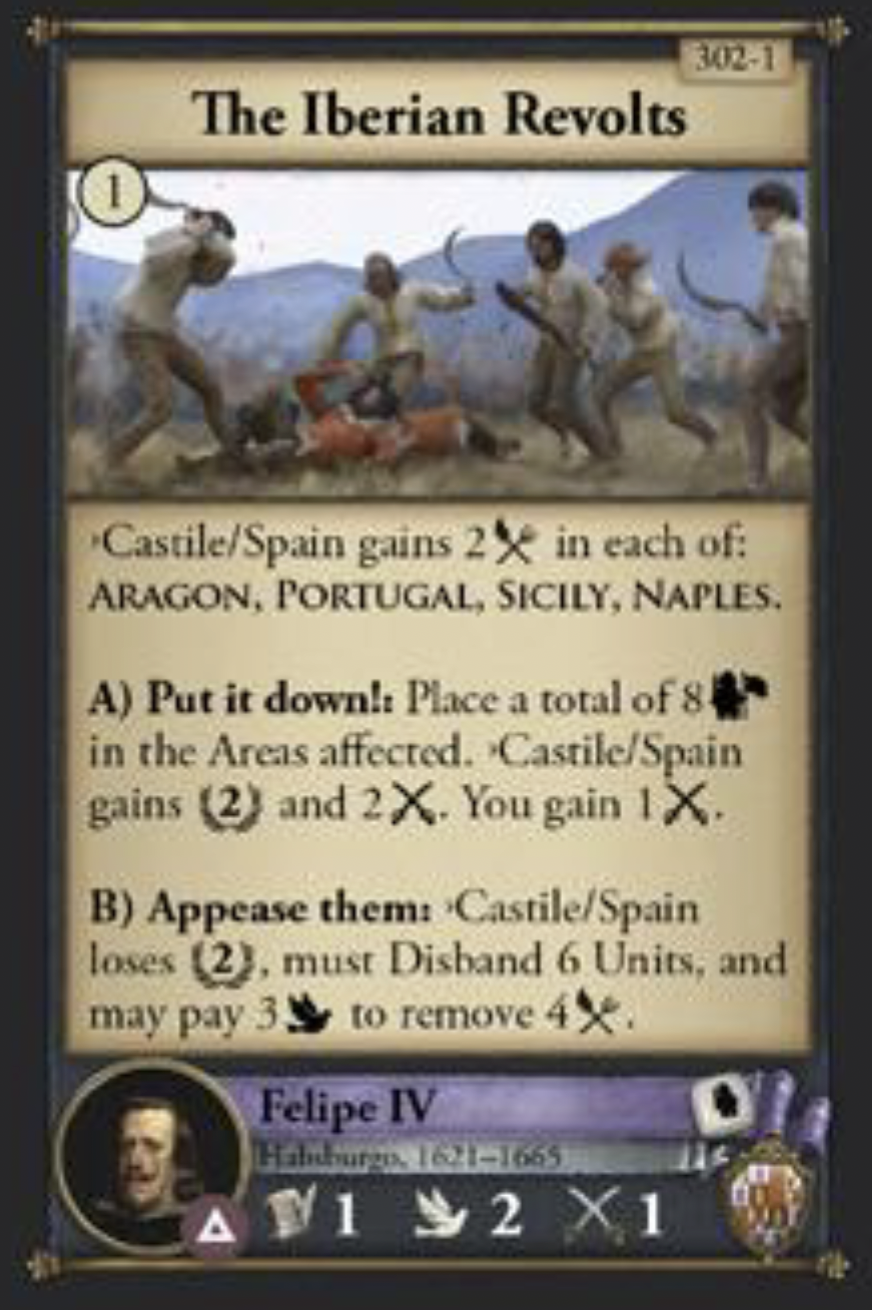 302-1
The Iberian Revolts
1
Castile/Spain gains 2 in each of:
ARAGON, PORTUGAL, SICILY, NAPLES.
A) Put it down!: Place a total of 8
in the Areas affected. Castile/Spain
gains (2) and 2. You gain 1.
B) Appease them: Castile/Spain
loses (2), must Disband 6 Units, and
may pay 3 to remove 4.
Felipe IV
Habsburgo, 1621–1665
1 2 1